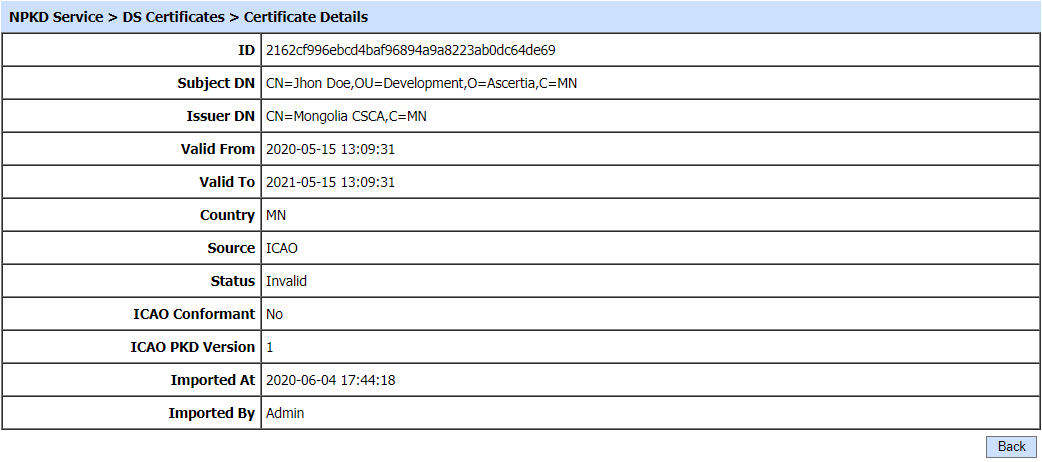 NPKD Service > DS Certificates > Certificate Details
ID 2162cf996ebcd4baf96894a9a8223ab0dc64de69
Subject DN CN=Jhon Doe,OU=Development,O=Ascertia,C=MN
Issuer DN CN=Mongolia CSCA,C=MN
Valid From 2020-05-15 13:09:31
Valid To 2021-05-15 13:09:31
Country MN
Source ICAO
Status Invalid
ICAO Conformant No
ICAO PKD Version 1
Imported At 2020-06-04 17:44:18
Imported By Admin
Back